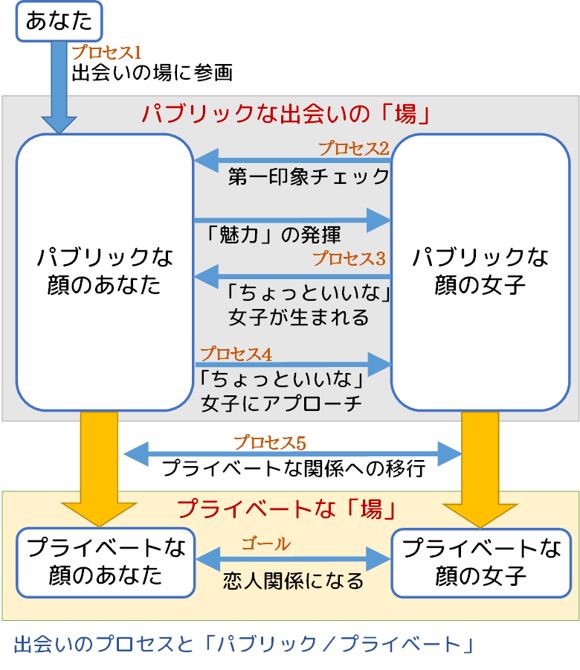 あなた
プロセス1
出会いの場に参画
パブリックな出会いの「場」
パブリックな
顔のあなた
パブリックな
顔の女子
プロセス2
第一印象チェック
「魅力」の発揮
プロセス3
「ちょっといいな」
女子が生まれる
プロセス4
「ちょっといいな」
女子にアプローチ
プロセス5
プライベートな関係への移行
プライベートな「場」
プライベートな
顔のあなた
ゴール
恋人関係になる
プライベートな
顔の女子
出会いのプロセスと「パブリック／プライベート」